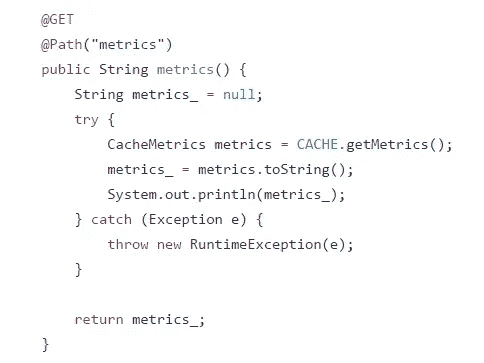 @GET
@Path("metrics")
public String metrics() {
    String metrics_ = null;
    try {
        CacheMetrics metrics = CACHE.getMetrics();
        metrics_ = metrics.toString();
        System.out.println(metrics_);
    } catch (Exception e) {
        throw new RuntimeException(e);
    }

    return metrics_;
}